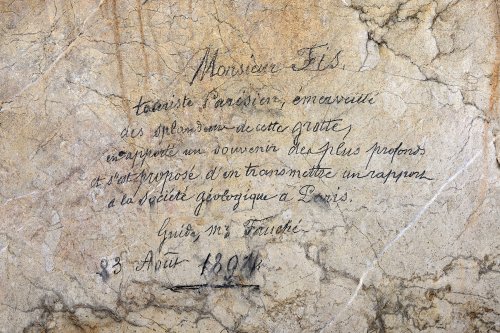 Monsieur Fis.
touriste Parisien, émerveillé
des splendeurs de cette grotte,
en rapporte un souvenir des plus profonds
et s'est proposé d'en transmettre un rapport
à la Société géologique à Paris.
Guide, mr Fauché
23 Août 1894